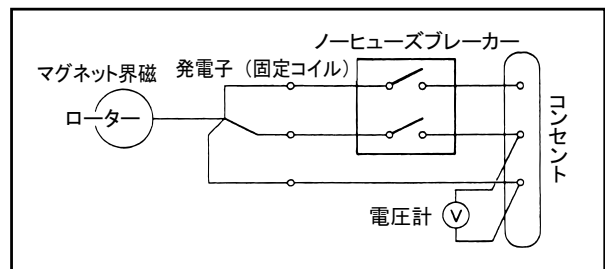 ノーヒューズブレーカー
マグネット界磁
発電子（固定コイル）
ローター
コンセント
電圧計
V